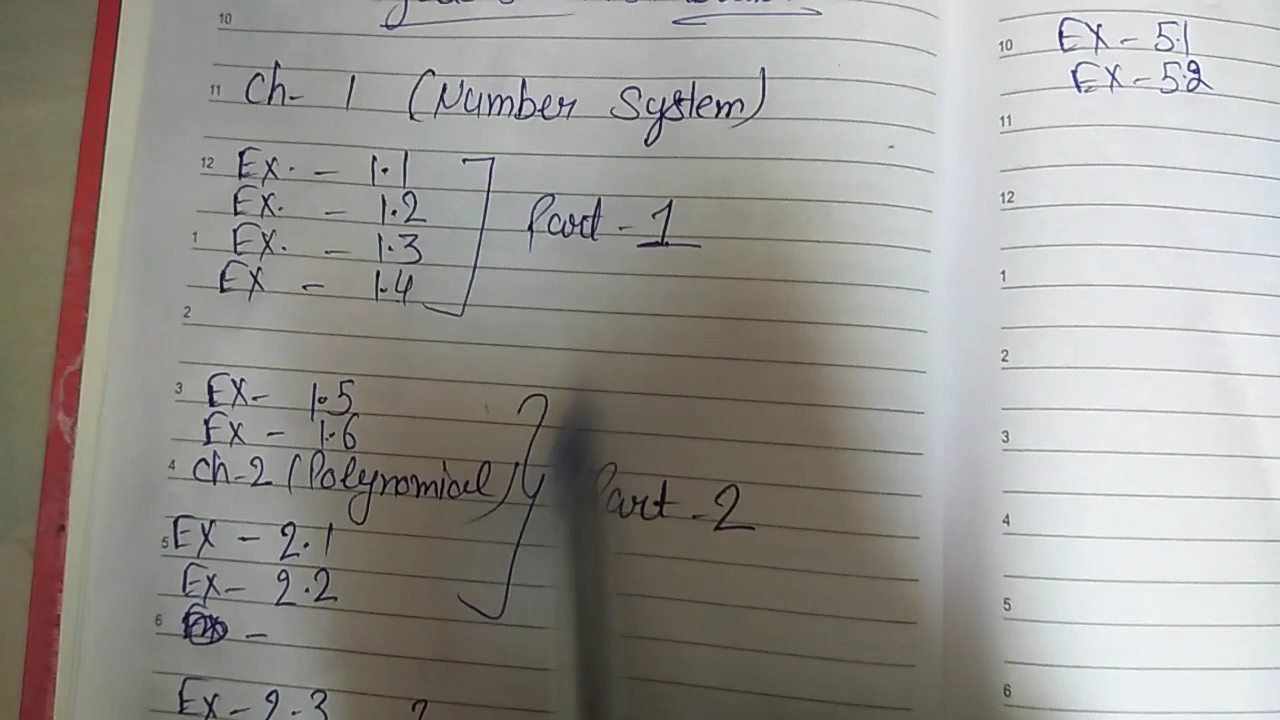 10
11 Ch- 1 (Number System)
12 Ex. - 1.1
Ex. - 1.2
Part - 1
1 Ex. - 1.3
Ex - 1.4
2
3 Ex- 1.5
Ex - 1.6
4 Ch-2 (Polynomial)
Part - 2
5 Ex - 2.1
Ex - 2.2
6
Ex - 2.3
10 EX - 5.1
EX - 5.2
11
12
1
2
3
4
5
6